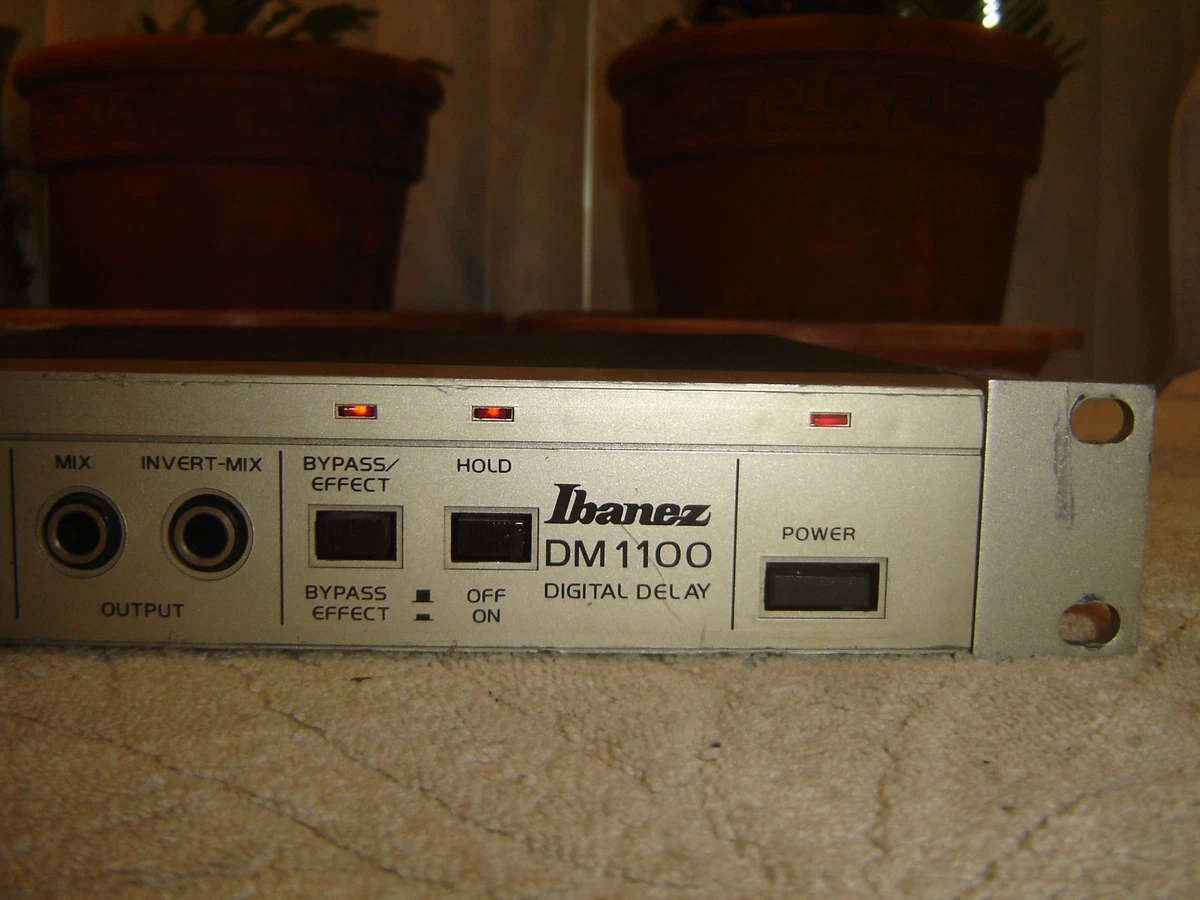 MIX INVERT-MIX
OUTPUT
BYPASS/
EFFECT
BYPASS
EFFECT
HOLD
OFF
ON
Ibanez
DM1100
DIGITAL DELAY
POWER